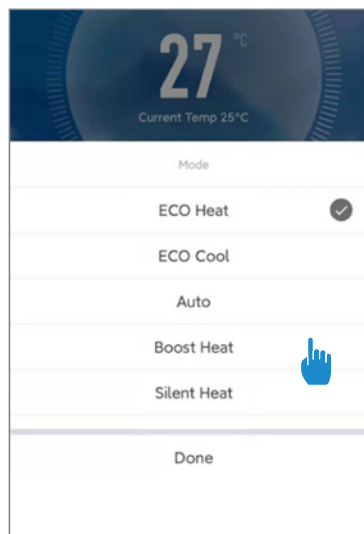 27 °C
Current Temp 25°C
Mode
ECO Heat
ECO Cool
Auto
Boost Heat
Silent Heat
Done